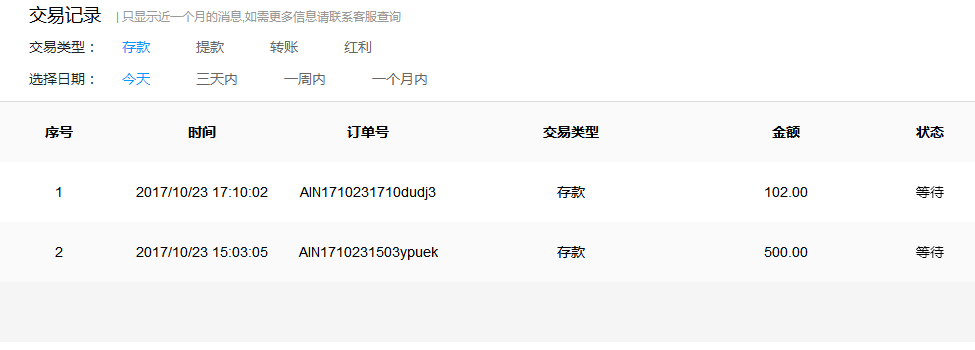 交易记录 | 只显示近一个月的消息,如需更多信息请联系客服查询
交易类型： 存款 提款 转账 红利
选择日期： 今天 三天内 一周内 一个月内
序号 时间 订单号 交易类型 金额 状态
1 2017/10/23 17:10:02 AIN1710231710dudj3 存款 102.00 等待
2 2017/10/23 15:03:05 AIN1710231503ypuek 存款 500.00 等待